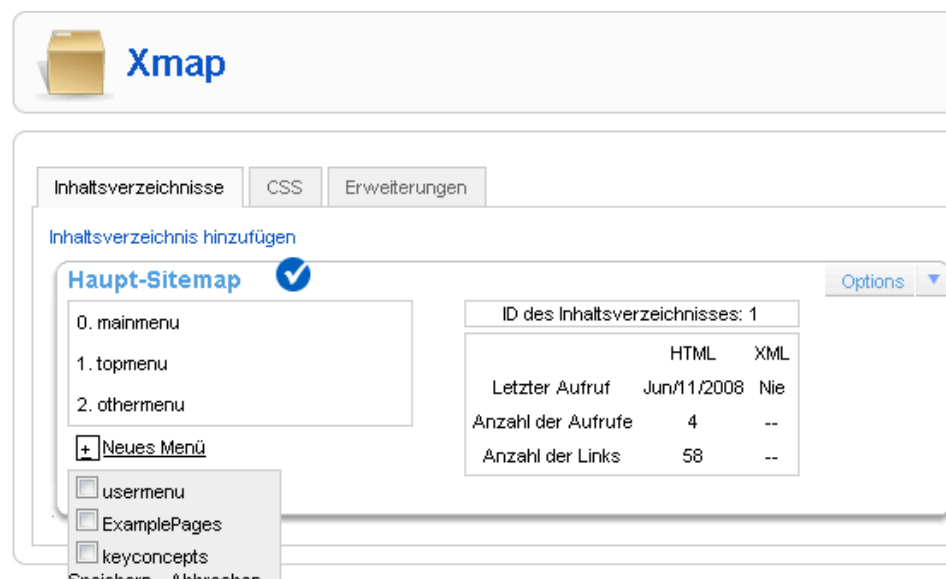 Xmap
Inhaltsverzeichnisse CSS Erweiterungen
Inhaltsverzeichnis hinzufügen
Haupt-Sitemap Options
0. mainmenu
1. topmenu
2. othermenu
+ Neues Menü
usermenu
ExamplePages
keyconcepts
Speichern Abbrechen
ID des Inhaltsverzeichnisses: 1
HTML XML
Letzter Aufruf Jun/11/2008 Nie
Anzahl der Aufrufe 4 --
Anzahl der Links 58 --